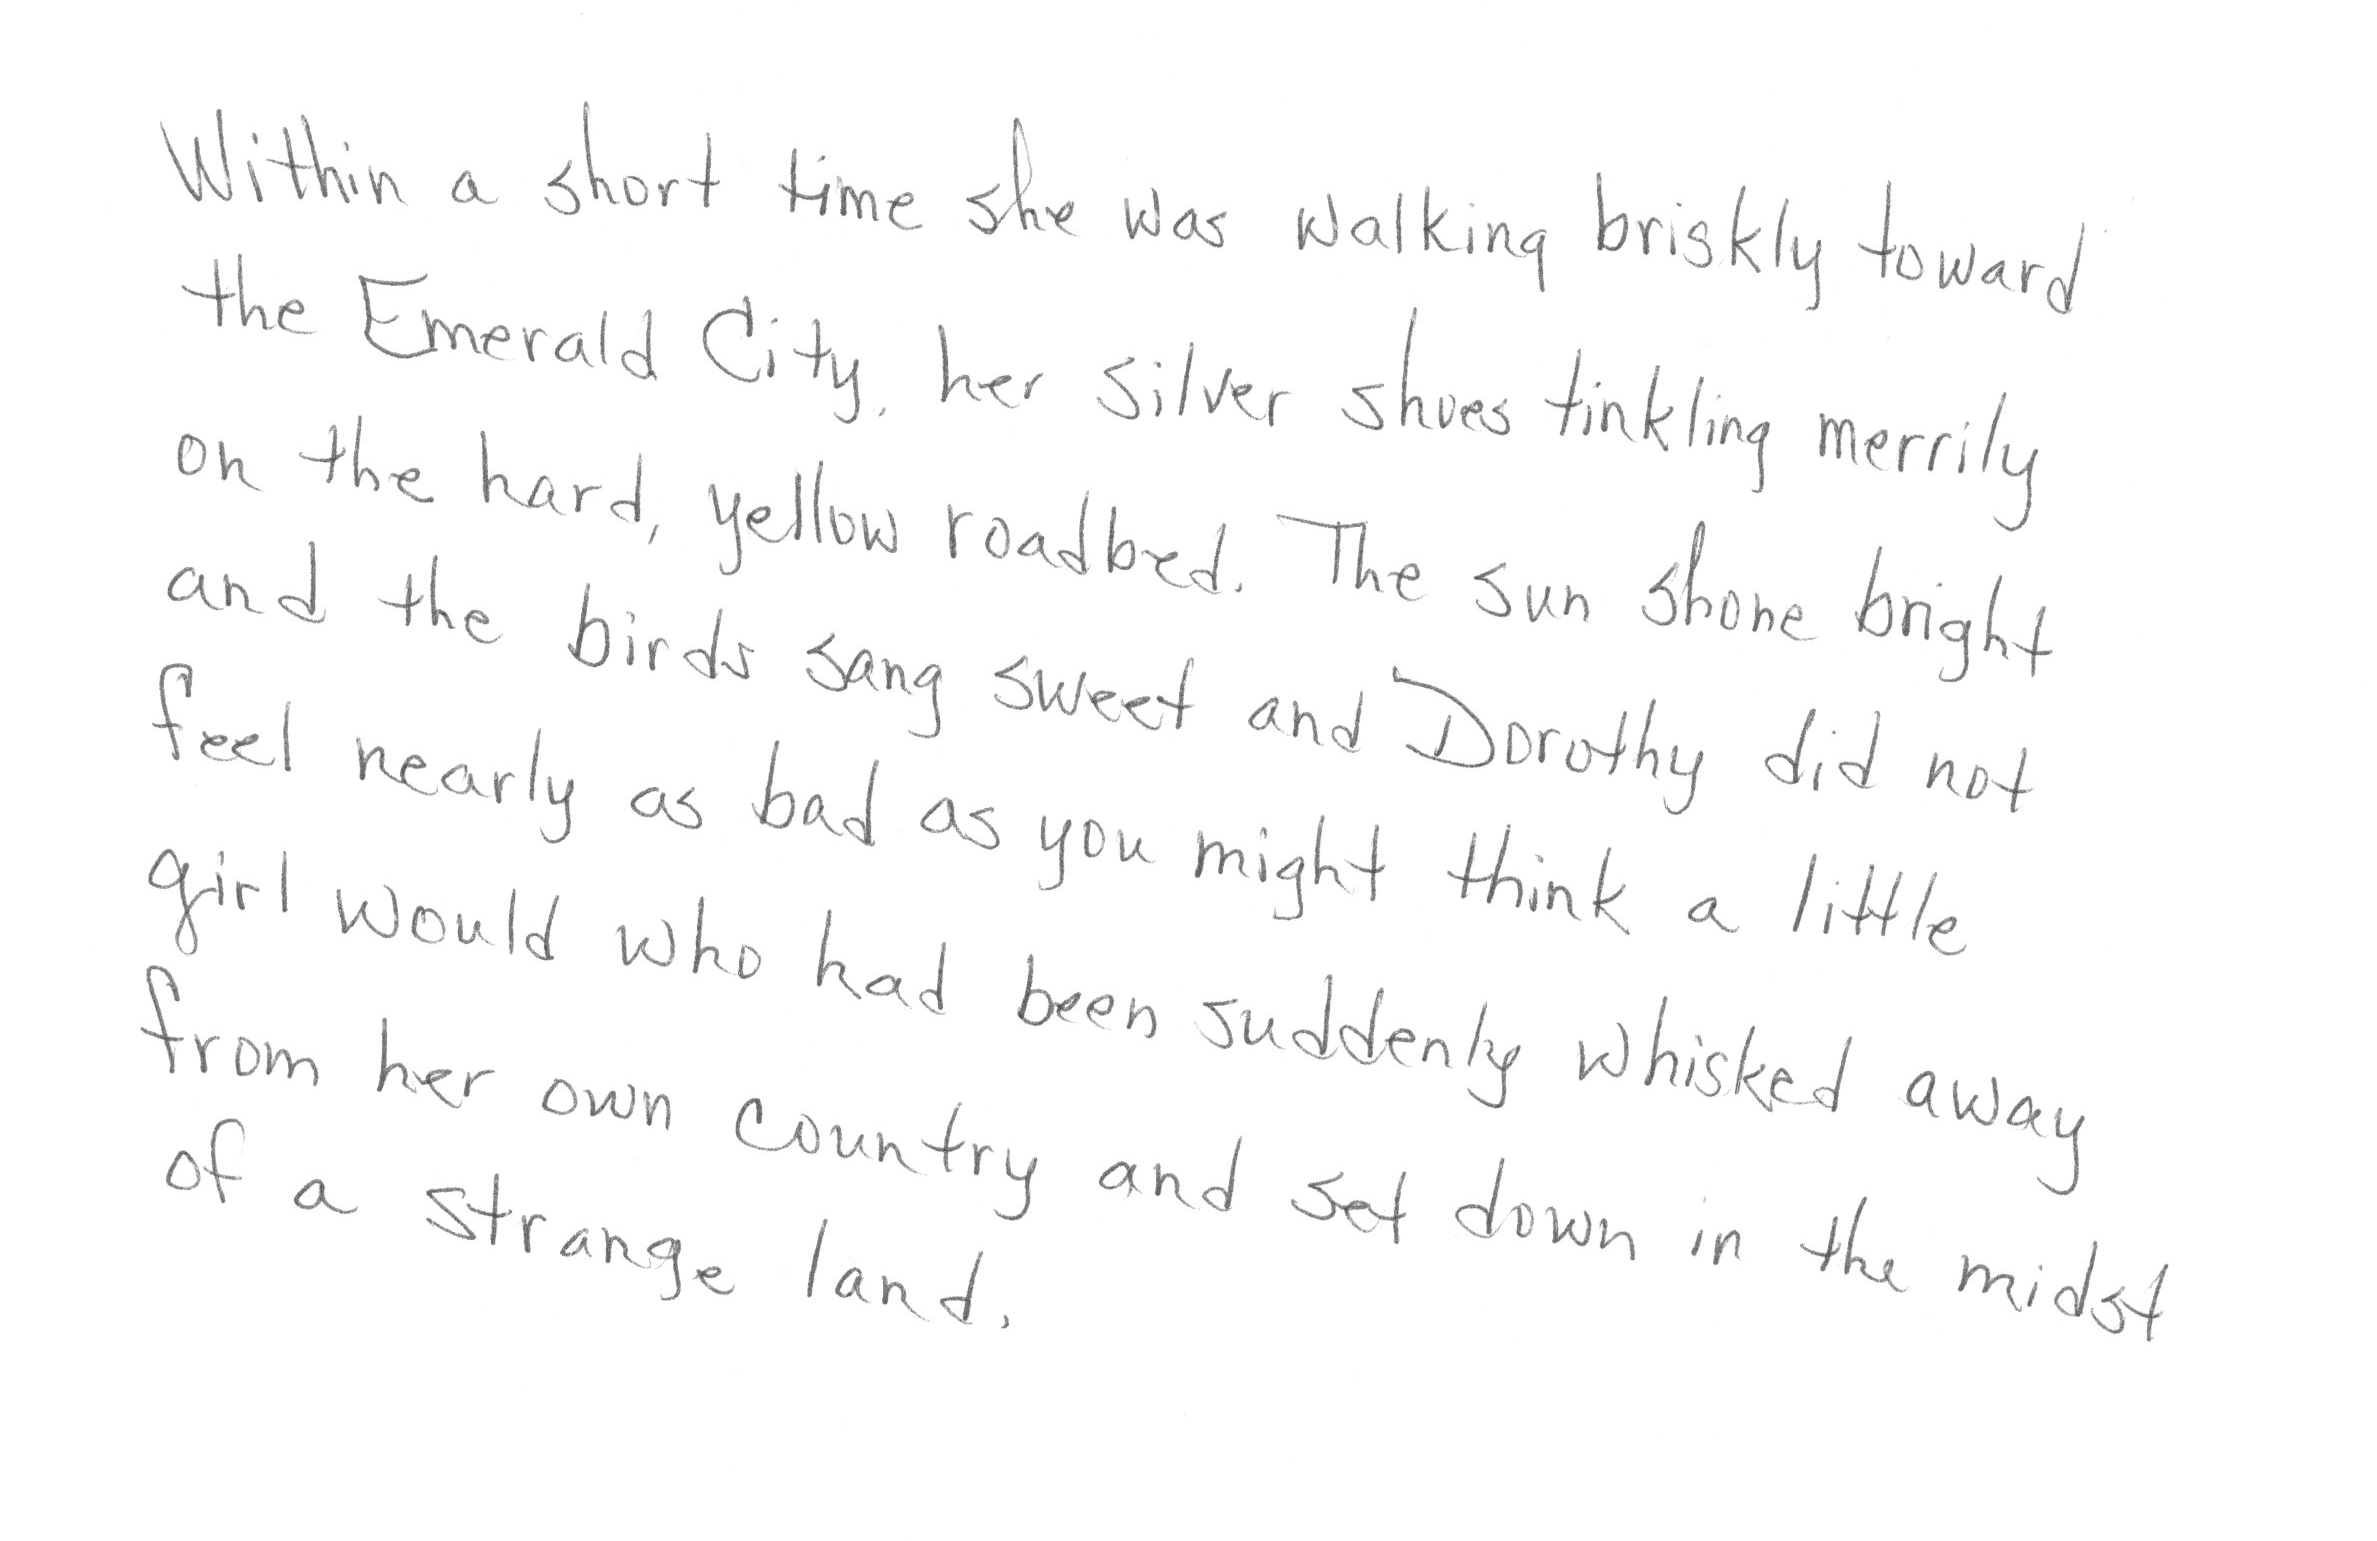 Within a short time she was walking briskly toward
the Emerald City, her silver shoes tinkling merrily
on the hard, yellow roadbed. The sun shone bright
and the birds sang sweet and Dorothy did not
feel nearly as bad as you might think a little
girl would who had been suddenly whisked away
from her own country and set down in the midst
of a strange land.